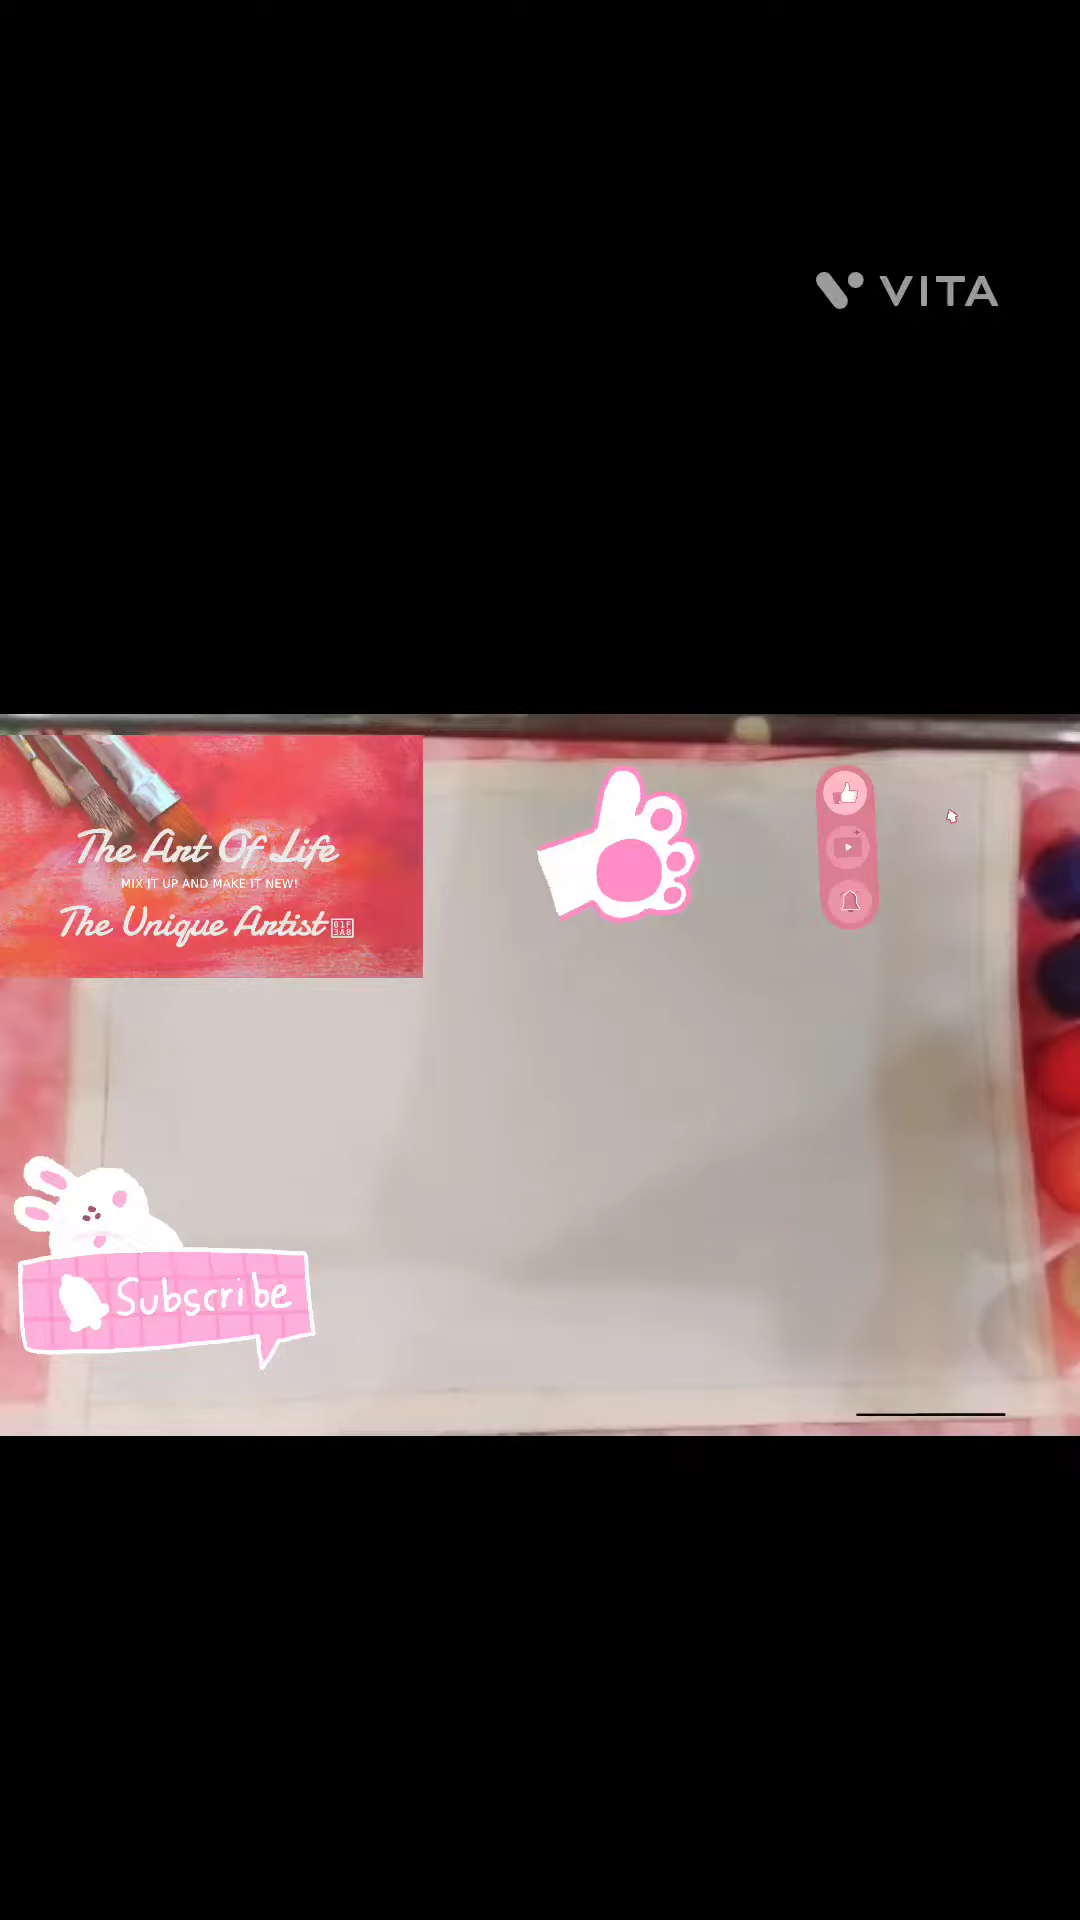 VITA
The Art Of Life
MIX IT UP AND MAKE IT NEW!
The Unique Artist
Subscribe